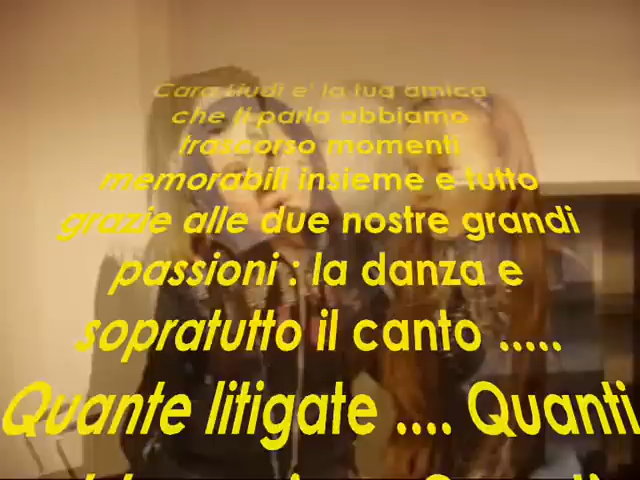 Cara Giudi e' la tua amica
che ti parla abbiamo
trascorso momenti
memorabili insieme e tutto
grazie alle due nostre grandi
passioni : la danza e
sopratutto il canto .....
Quante litigate .... Quanti